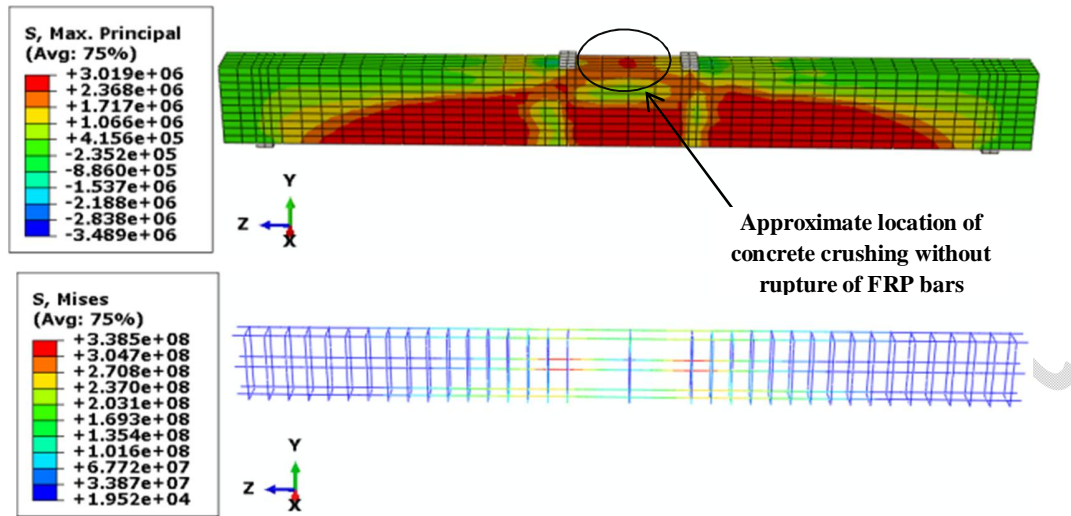 S, Max. Principal
(Avg: 75%)
+3.019e+06
+2.368e+06
+1.717e+06
+1.066e+06
+4.156e+05
-2.352e+05
-8.860e+05
-1.537e+06
-2.188e+06
-2.838e+06
-3.489e+06
Y
Z
X
Approximate location of
concrete crushing without
rupture of FRP bars
S, Mises
(Avg: 75%)
+3.385e+08
+3.047e+08
+2.708e+08
+2.370e+08
+2.031e+08
+1.693e+08
+1.354e+08
+1.016e+08
+6.772e+07
+3.387e+07
+1.952e+04
Y
Z
X